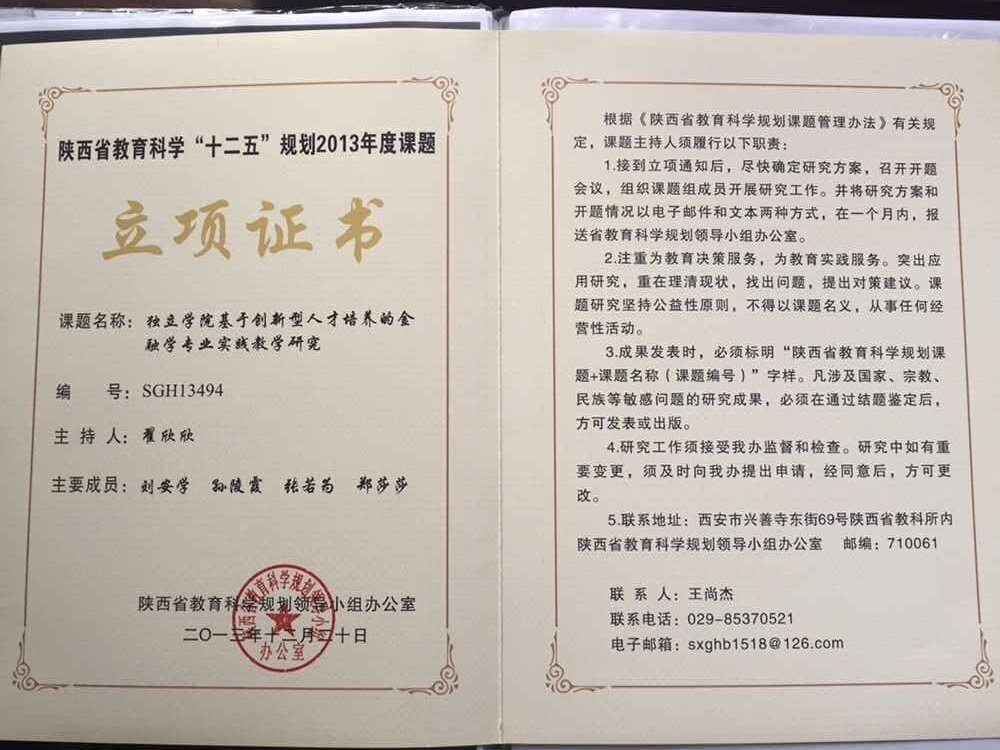 陕西省教育科学“十二五”规划2013年度课题
立项证书
课题名称：独立学院基于创新型人才培养的金
融学专业实践教学研究
编　　号：SGH13494
主 持 人：翟欣欣
主要成员：刘安学　孙陵霞　张若为　郑莎莎
陕西省教育科学规划领导小组办公室
二〇一三年十二月三十日
陕西省教育科学规划领导小组
办公室
根据《陕西省教育科学规划课题管理办法》有关规
定，课题主持人须履行以下职责：
1.接到立项通知后，尽快确定研究方案，召开开题
会议，组织课题组成员开展研究工作。并将研究方案和
开题情况以电子邮件和文本两种方式，在一个月内，报
送省教育科学规划领导小组办公室。
2.注重为教育决策服务，为教育实践服务。突出应
用研究，重在理清现状，找出问题，提出对策建议。课
题研究坚持公益性原则，不得以课题名义，从事任何经
营性活动。
3.成果发表时，必须标明“陕西省教育科学规划课
题+课题名称（课题编号）”字样。凡涉及国家、宗教、
民族等敏感问题的研究成果，必须在通过结题鉴定后，
方可发表或出版。
4.研究工作须接受我办监督和检查。研究中如有重
要变更，须及时向我办提出申请，经同意后，方可更
改。
5.联系地址：西安市兴善寺东街69号陕西省教科所内
陕西省教育科学规划领导小组办公室　邮编：710061
联 系 人：王尚杰
联系电话：029-85370521
电子邮箱：sxghb1518@126.com